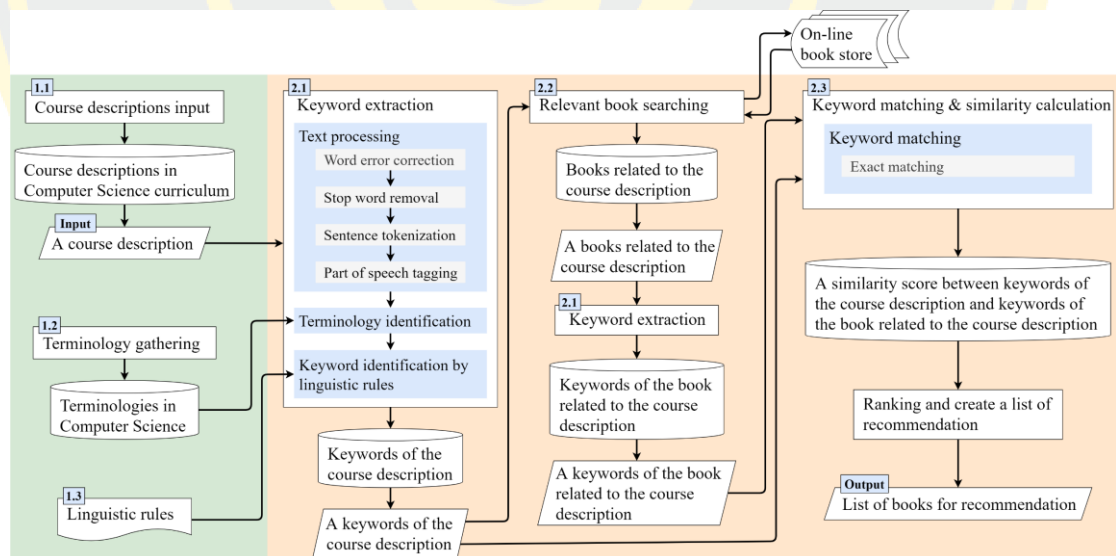 On-line
book store
1.1
Course descriptions input
Course descriptions in
Computer Science curriculum
Input
A course description
1.2
Terminology gathering
Terminologies in
Computer Science
1.3
Linguistic rules
2.1
Keyword extraction
Text processing
Word error correction
Stop word removal
Sentence tokenization
Part of speech tagging
Terminology identification
Keyword identification by
linguistic rules
Keywords of the
course description
A keywords of the
course description
2.2
Relevant book searching
Books related to the
course description
A books related to the
course description
2.1
Keyword extraction
Keywords of the book
related to the course
description
A keywords of the book
related to the course
description
2.3
Keyword matching & similarity calculation
Keyword matching
Exact matching
A similarity score between keywords of
the course description and keywords of
the book related to the course description
Ranking and create a list of
recommendation
Output
List of books for recommendation